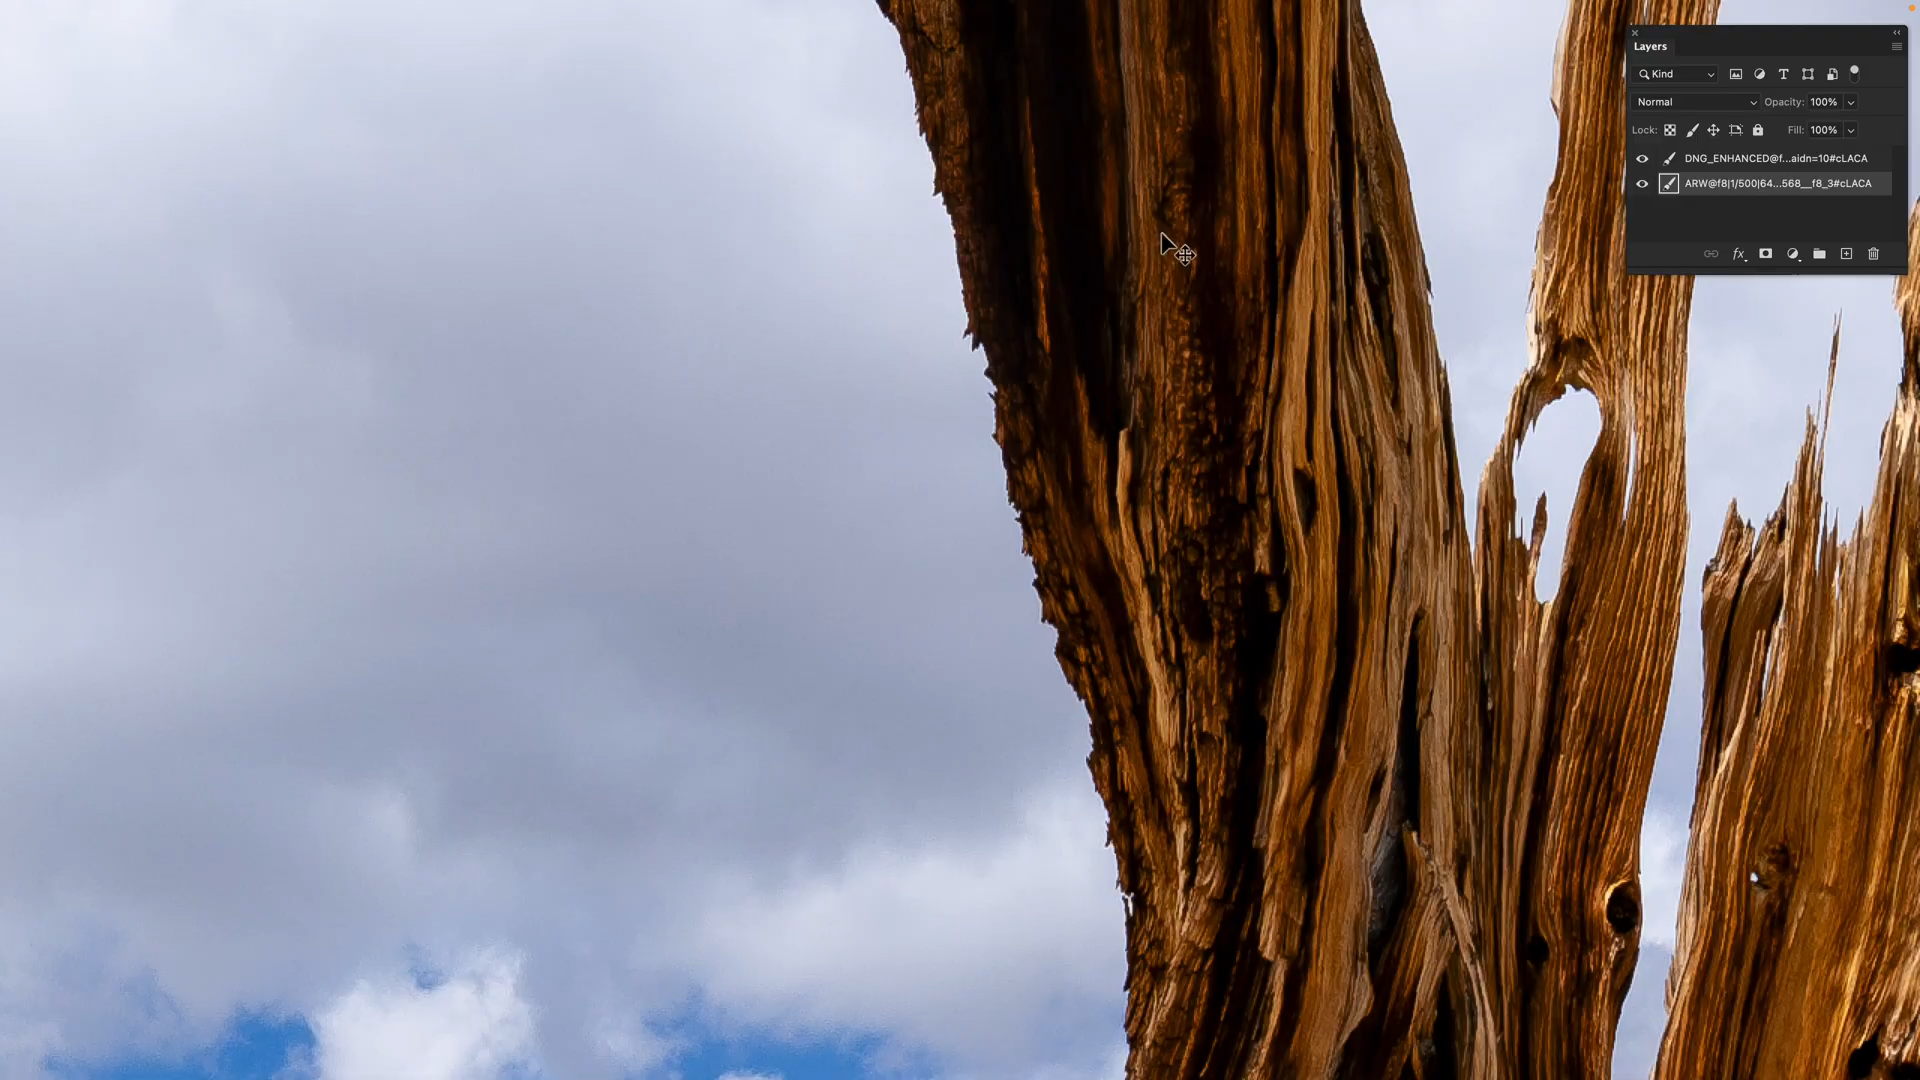 Layers
Kind
Normal Opacity: 100%
Lock: Fill: 100%
DNG_ENHANCED@f...aidn=10#cLACA
ARW@f8|1/500|64...568__f8_3#cLACA
fx